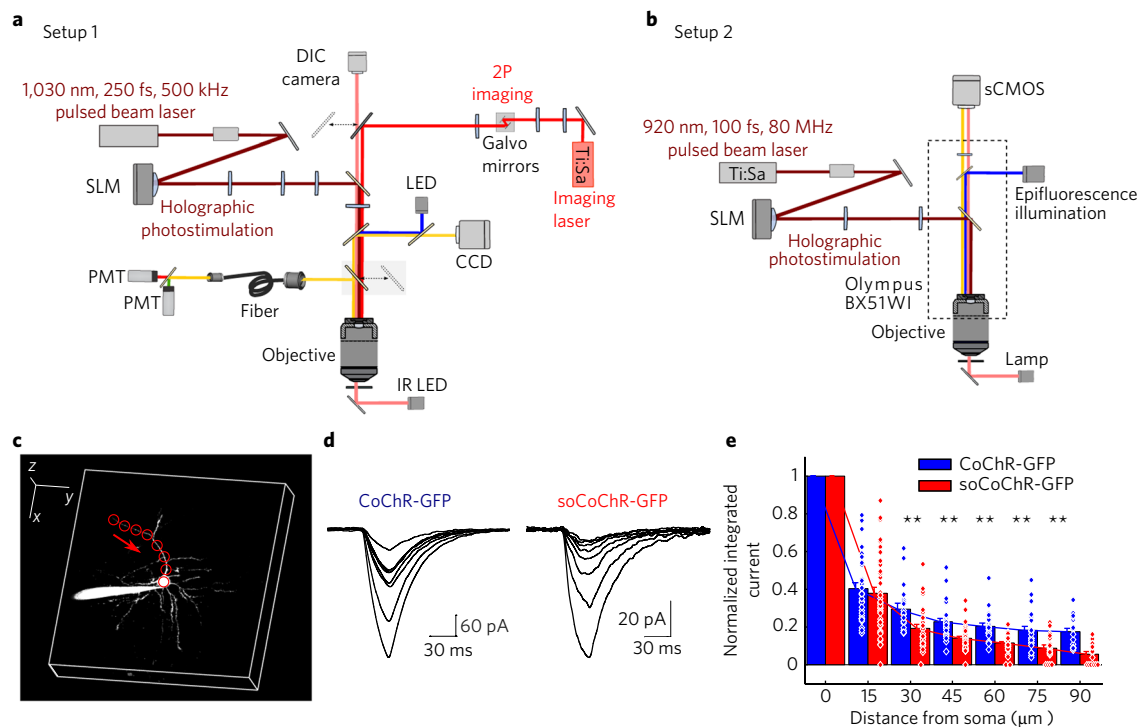 a
Setup 1
DIC
camera
1,030 nm, 250 fs, 500 kHz
pulsed beam laser
2P
imaging
Galvo
mirrors
Ti:Sa
Imaging
laser
SLM
Holographic
photostimulation
LED
CCD
PMT
PMT
Fiber
Objective
IR LED
b
Setup 2
sCMOS
920 nm, 100 fs, 80 MHz
pulsed beam laser
Ti:Sa
SLM
Epifluorescence
illumination
Holographic
photostimulation
Olympus
BX51WI
Objective
Lamp
c
z
y
x
d
CoChR-GFP
soCoChR-GFP
60 pA
30 ms
20 pA
30 ms
e
CoChR-GFP
soCoChR-GFP
** ** ** ** **
Normalized integrated
current
1
0.8
0.6
0.4
0.2
0
0 15 30 45 60 75 90
Distance from soma (μm)